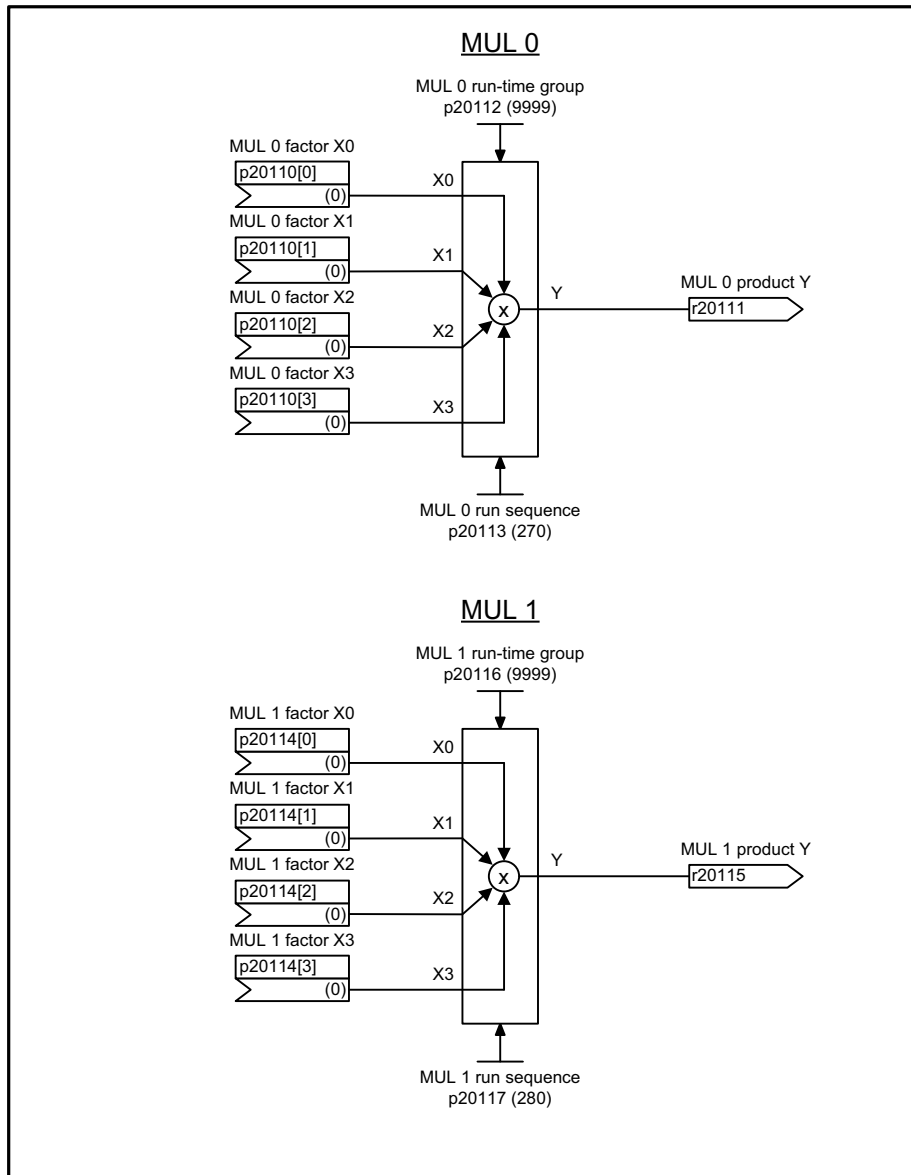 MUL 0
MUL 0 run-time group
p20112 (9999)
MUL 0 factor X0
p20110[0]
(0)
X0
MUL 0 factor X1
p20110[1]
(0)
X1
MUL 0 factor X2
p20110[2]
(0)
X2
MUL 0 factor X3
p20110[3]
(0)
X3
x
Y
MUL 0 product Y
r20111
MUL 0 run sequence
p20113 (270)
MUL 1
MUL 1 run-time group
p20116 (9999)
MUL 1 factor X0
p20114[0]
(0)
X0
MUL 1 factor X1
p20114[1]
(0)
X1
MUL 1 factor X2
p20114[2]
(0)
X2
MUL 1 factor X3
p20114[3]
(0)
X3
x
Y
MUL 1 product Y
r20115
MUL 1 run sequence
p20117 (280)